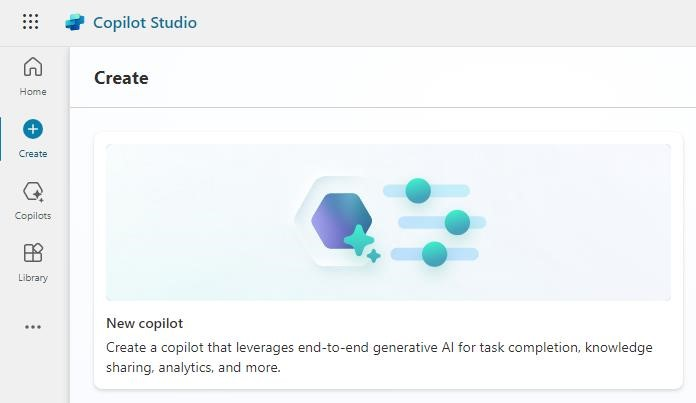 Copilot Studio
Home
Create
Copilots
Library
Create
New copilot
Create a copilot that leverages end-to-end generative AI for task completion, knowledge
sharing, analytics, and more.